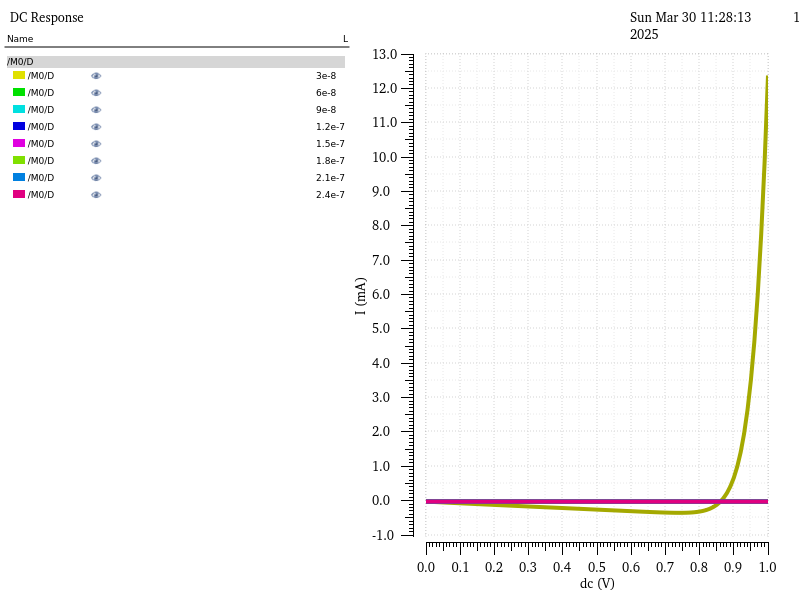 DC Response
Sun Mar 30 11:28:13 1
2025
Name L
/M0/D
/M0/D 3e-8
/M0/D 6e-8
/M0/D 9e-8
/M0/D 1.2e-7
/M0/D 1.5e-7
/M0/D 1.8e-7
/M0/D 2.1e-7
/M0/D 2.4e-7
13.0
12.0
11.0
10.0
9.0
8.0
7.0
6.0
5.0
4.0
3.0
2.0
1.0
0.0
-1.0
I (mA)
0.0 0.1 0.2 0.3 0.4 0.5 0.6 0.7 0.8 0.9 1.0
dc (V)